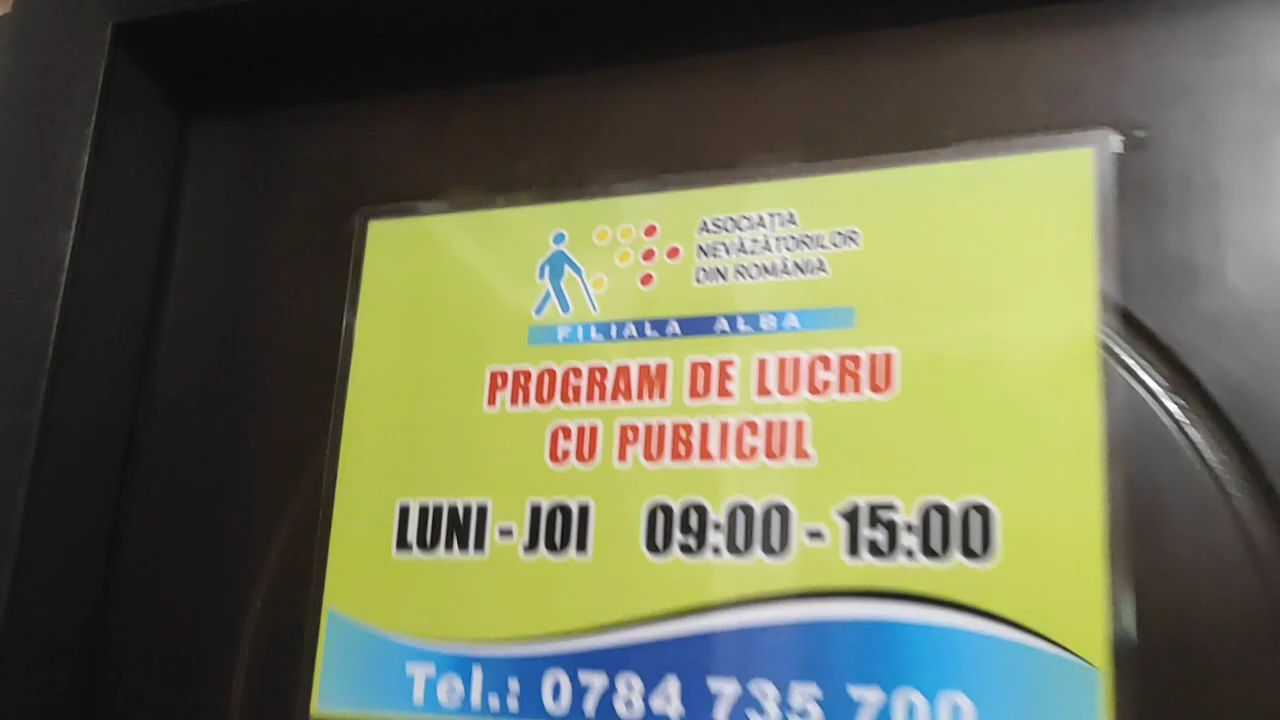 ASOCIAȚIA
NEVĂZĂTORILOR
DIN ROMÂNIA
FILIALA ALBA
PROGRAM DE LUCRU
CU PUBLICUL
LUNI - JOI 09:00 - 15:00
Tel.: 0784 735 700